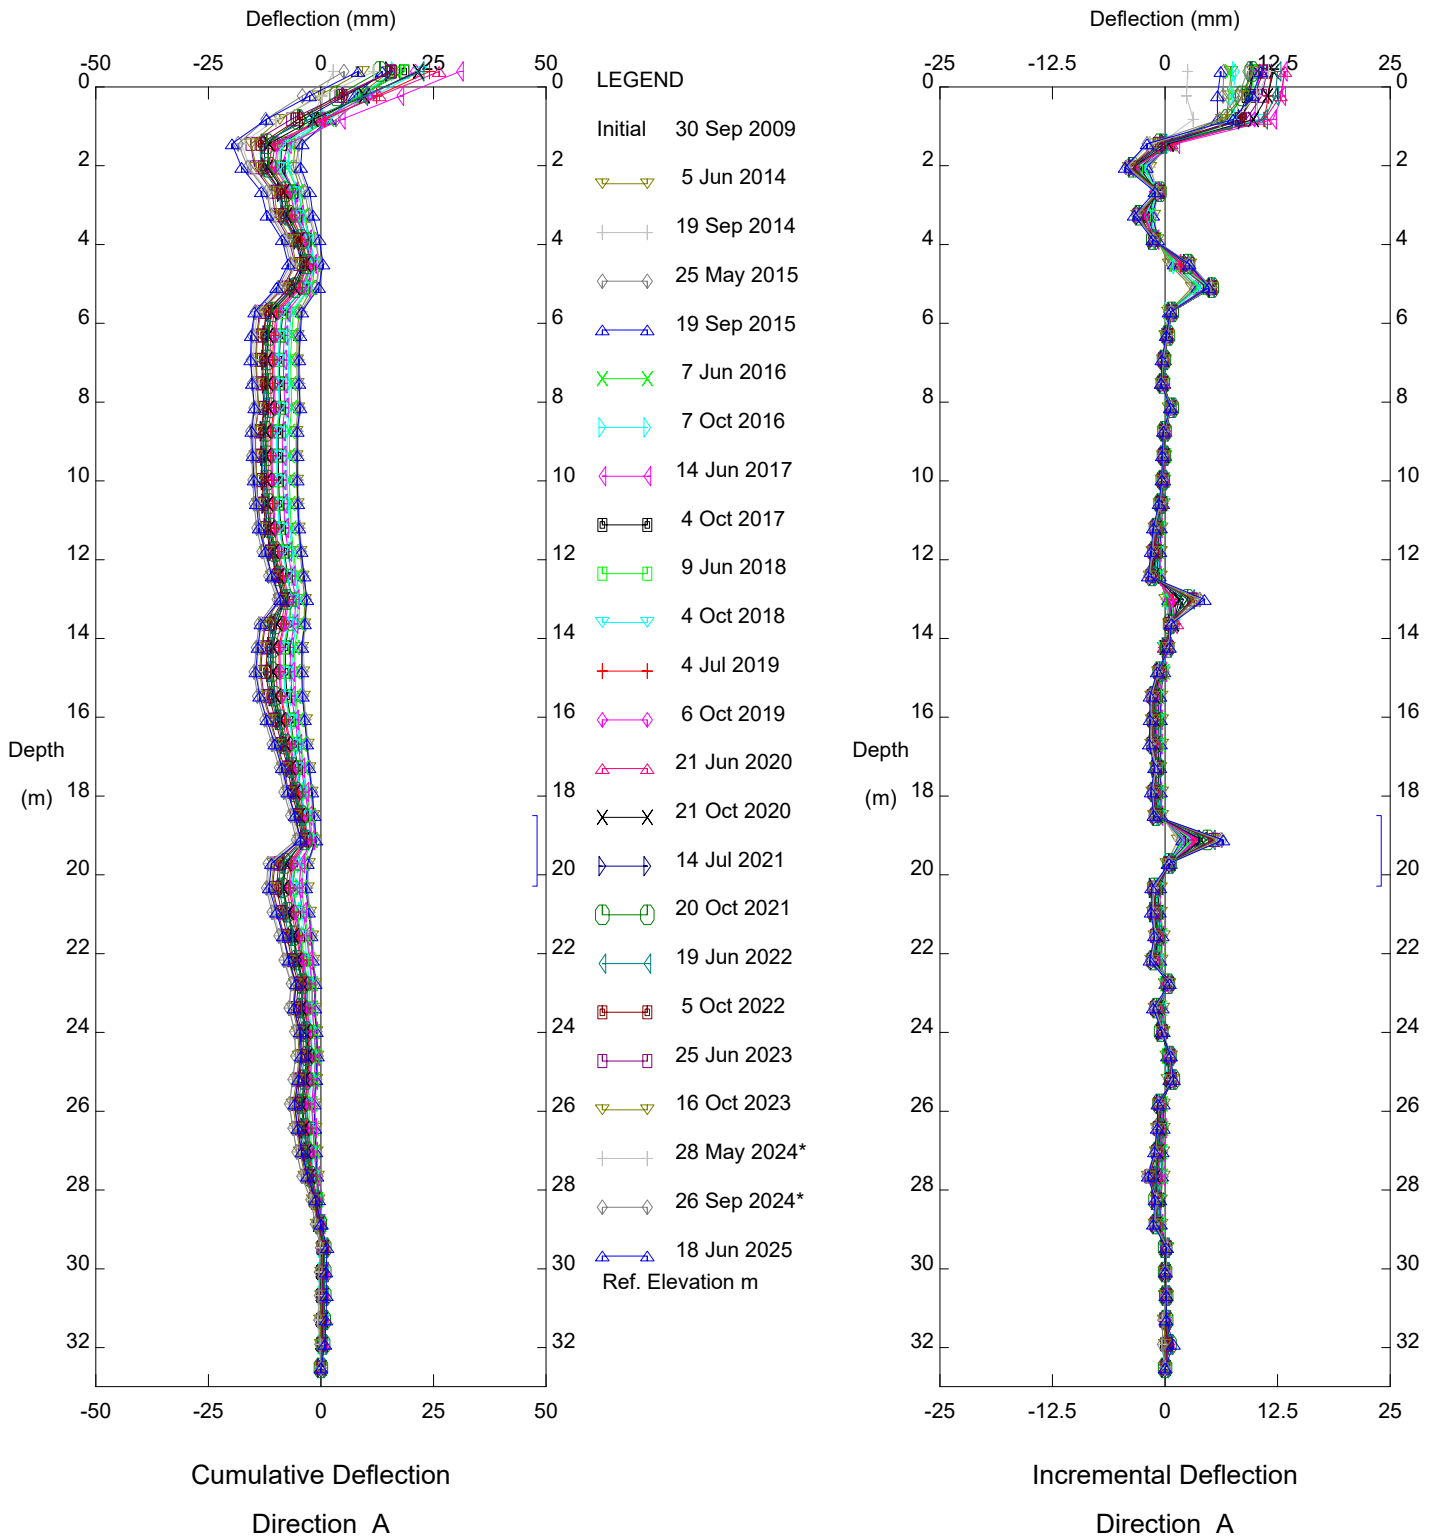 Deflection (mm)
-50 -25 0 25 50
0 0
2 2
4 4
6 6
8 8
10 10
12 12
14 14
16 16
Depth
(m)
18 18
20 20
22 22
24 24
26 26
28 28
30 30
32 32
-50 -25 0 25 50
Cumulative Deflection
Direction A
LEGEND
Initial 30 Sep 2009
5 Jun 2014
19 Sep 2014
25 May 2015
19 Sep 2015
7 Jun 2016
7 Oct 2016
14 Jun 2017
4 Oct 2017
9 Jun 2018
4 Oct 2018
4 Jul 2019
6 Oct 2019
21 Jun 2020
21 Oct 2020
14 Jul 2021
20 Oct 2021
19 Jun 2022
5 Oct 2022
25 Jun 2023
16 Oct 2023
28 May 2024*
26 Sep 2024*
18 Jun 2025
Ref. Elevation m
Deflection (mm)
-25 -12.5 0 12.5 25
0 0
2 2
4 4
6 6
8 8
10 10
12 12
14 14
16 16
Depth
(m)
18 18
20 20
22 22
24 24
26 26
28 28
30 30
32 32
-25 -12.5 0 12.5 25
Incremental Deflection
Direction A